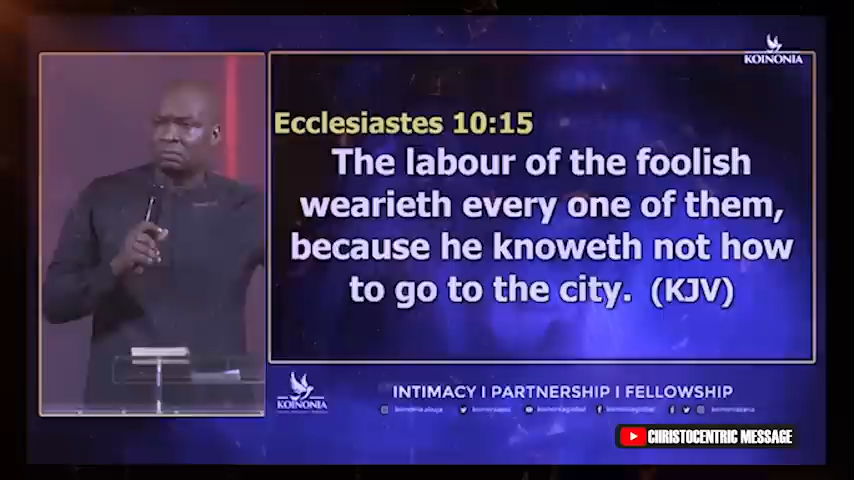 KOINONIA
Ecclesiastes 10:15
The labour of the foolish
wearieth every one of them,
because he knoweth not how
to go to the city. (KJV)
KOINONIA
INTIMACY I PARTNERSHIP I FELLOWSHIP
CHRISTOCENTRIC MESSAGE